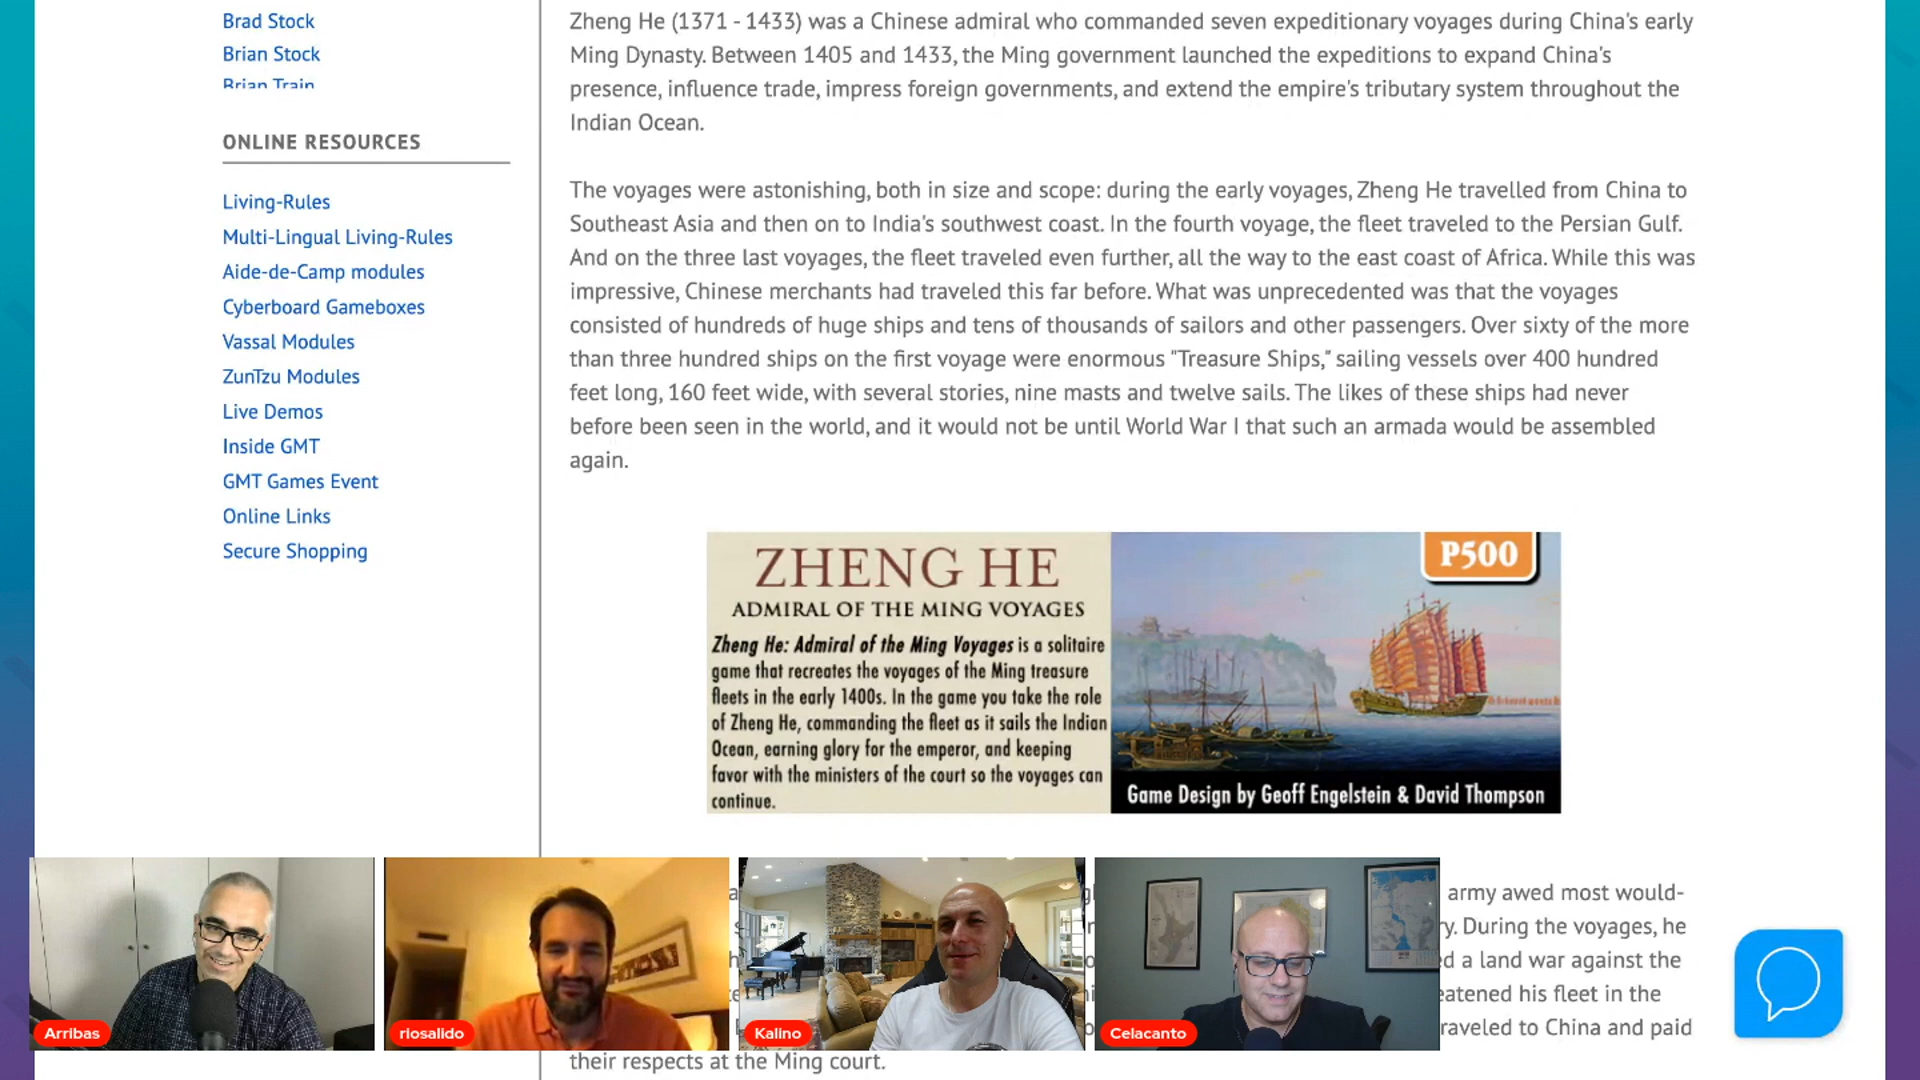 Brad Stock
Brian Stock
Brian Train
ONLINE RESOURCES
Living-Rules
Multi-Lingual Living-Rules
Aide-de-Camp modules
Cyberboard Gameboxes
Vassal Modules
ZunTzu Modules
Live Demos
Inside GMT
GMT Games Event
Online Links
Secure Shopping
Zheng He (1371 - 1433) was a Chinese admiral who commanded seven expeditionary voyages during China's early
Ming Dynasty. Between 1405 and 1433, the Ming government launched the expeditions to expand China's
presence, influence trade, impress foreign governments, and extend the empire's tributary system throughout the
Indian Ocean.
The voyages were astonishing, both in size and scope: during the early voyages, Zheng He travelled from China to
Southeast Asia and then on to India's southwest coast. In the fourth voyage, the fleet traveled to the Persian Gulf.
And on the three last voyages, the fleet traveled even further, all the way to the east coast of Africa. While this was
impressive, Chinese merchants had traveled this far before. What was unprecedented was that the voyages
consisted of hundreds of huge ships and tens of thousands of sailors and other passengers. Over sixty of the more
than three hundred ships on the first voyage were enormous "Treasure Ships," sailing vessels over 400 hundred
feet long, 160 feet wide, with several stories, nine masts and twelve sails. The likes of these ships had never
before been seen in the world, and it would not be until World War I that such an armada would be assembled
again.
ZHENG HE
ADMIRAL OF THE MING VOYAGES
Zheng He: Admiral of the Ming Voyages is a solitaire
game that recreates the voyages of the Ming treasure
fleets in the early 1400s. In the game you take the role
of Zheng He, commanding the fleet as it sails the Indian
Ocean, earning glory for the emperor, and keeping
favor with the ministers of the court so the voyages can
continue.
P500
Game Design by Geoff Engelstein & David Thompson
army awed most would-
During the voyages, he
a land war against the
his fleet in the
traveled to China and paid
their respects at the Ming court.
Arribas
riosalido
Kalino
Celacanto